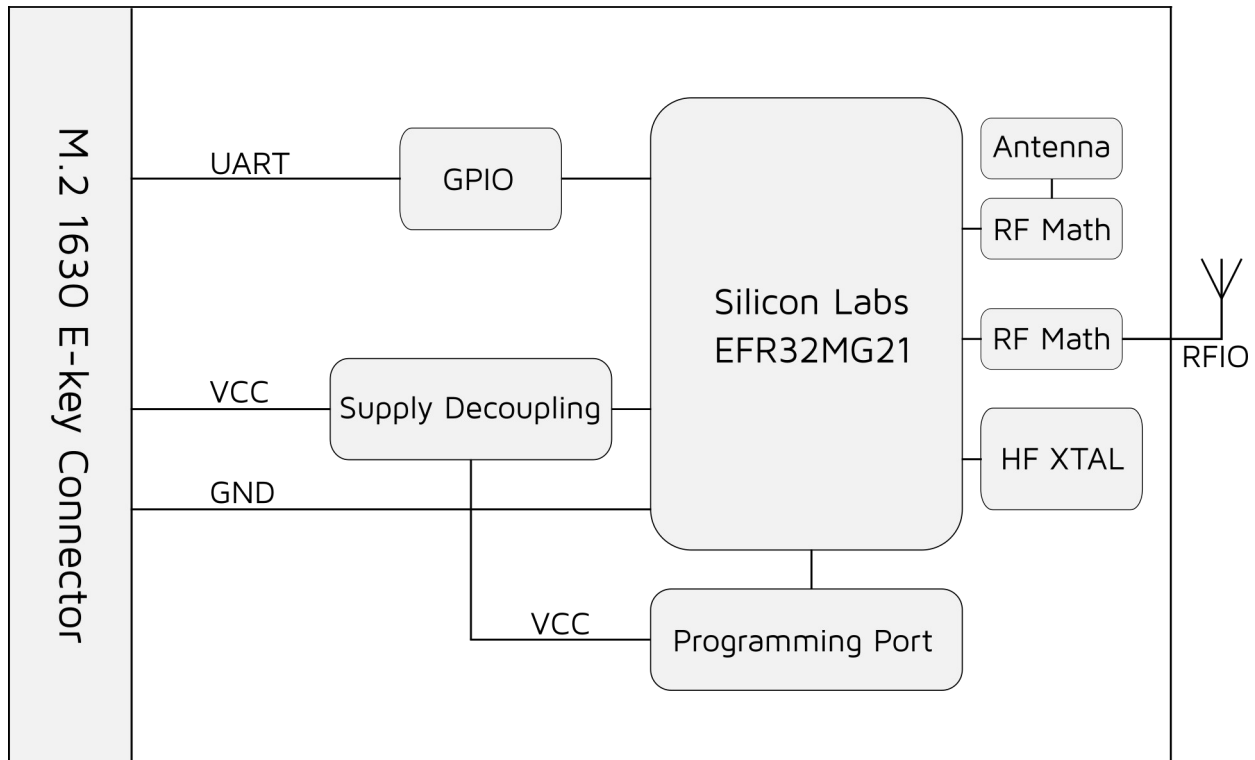 M.2 1630 E-key Connector
UART
GPIO
VCC
Supply Decoupling
GND
VCC
Silicon Labs
EFR32MG21
Programming Port
Antenna
RF Math
RF Math
RFIO
HF XTAL